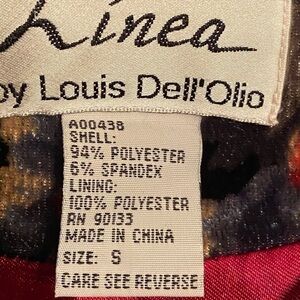 Linea
by Louis Dell'Olio
A00438
SHELL:
94% POLYESTER
6% SPANDEX
LINING:
100% POLYESTER
RN 90133
MADE IN CHINA
SIZE: S
CARE SEE REVERSE